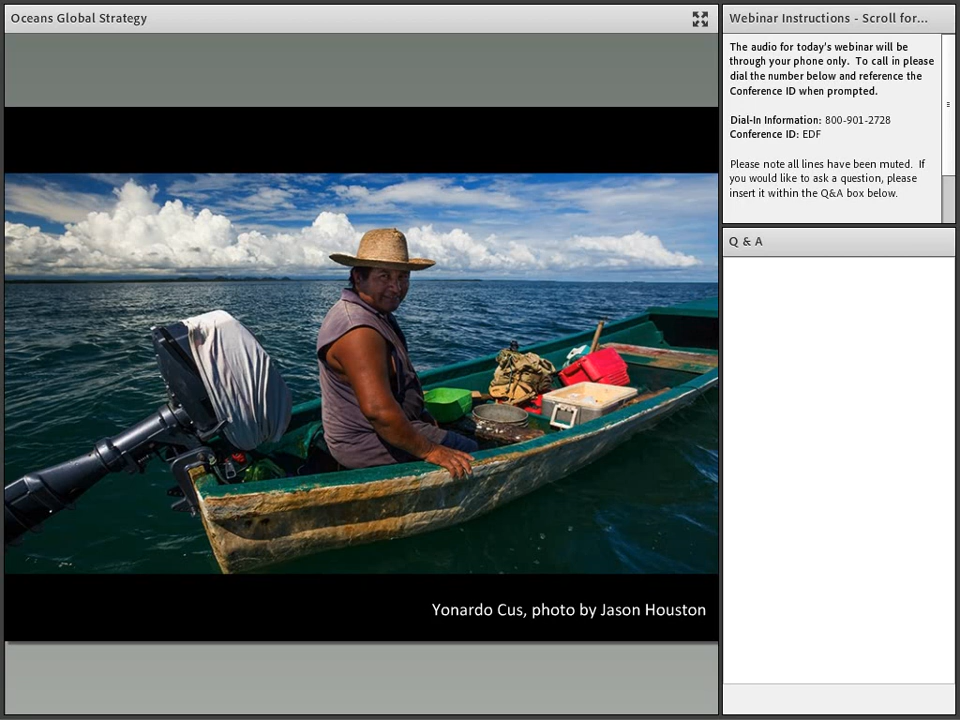 Oceans Global Strategy
Webinar Instructions - Scroll for...
The audio for today's webinar will be
through your phone only.  To call in please
dial the number below and reference the
Conference ID when prompted.
Dial-In Information: 800-901-2728
Conference ID: EDF
Please note all lines have been muted.  If
you would like to ask a question, please
insert it within the Q&A box below.
Q & A
Yonardo Cus, photo by Jason Houston